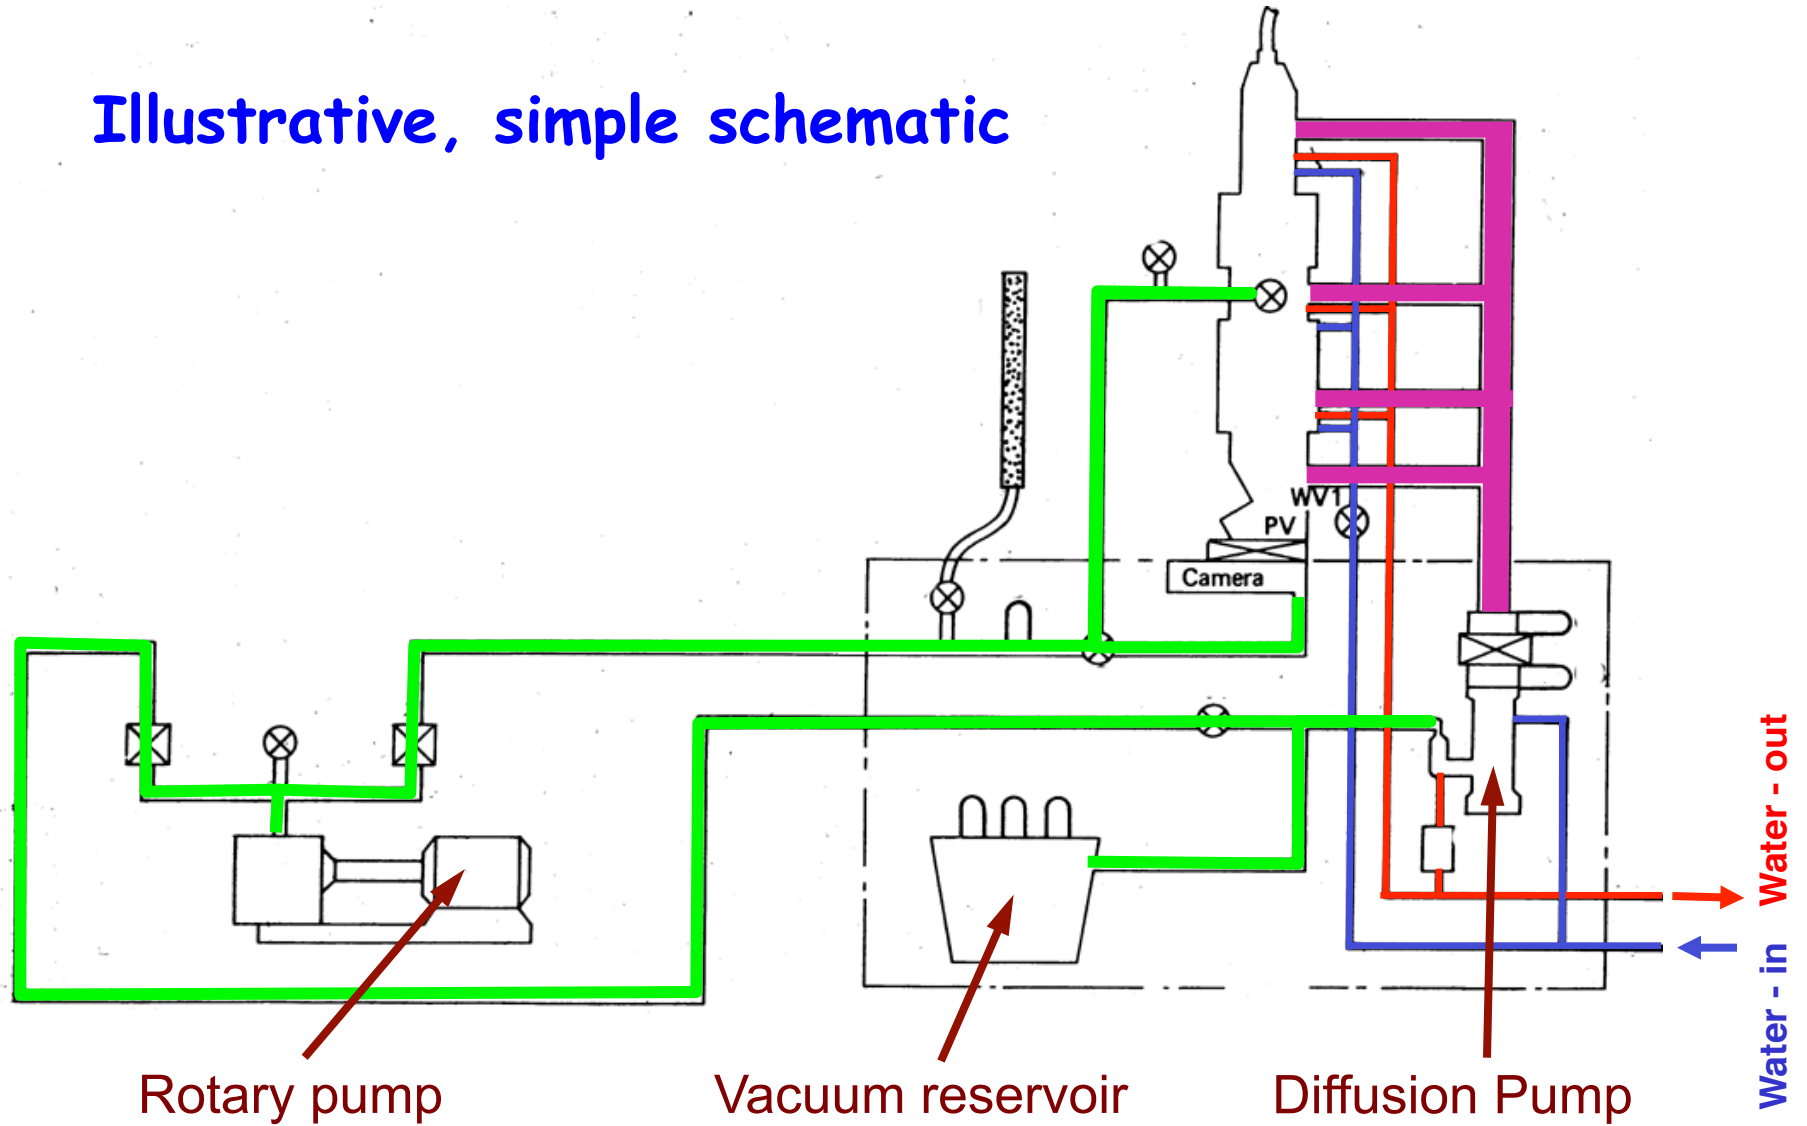 Illustrative, simple schematic
WV1
PV
Camera
Water - out
Water - in
Rotary pump
Vacuum reservoir
Diffusion Pump